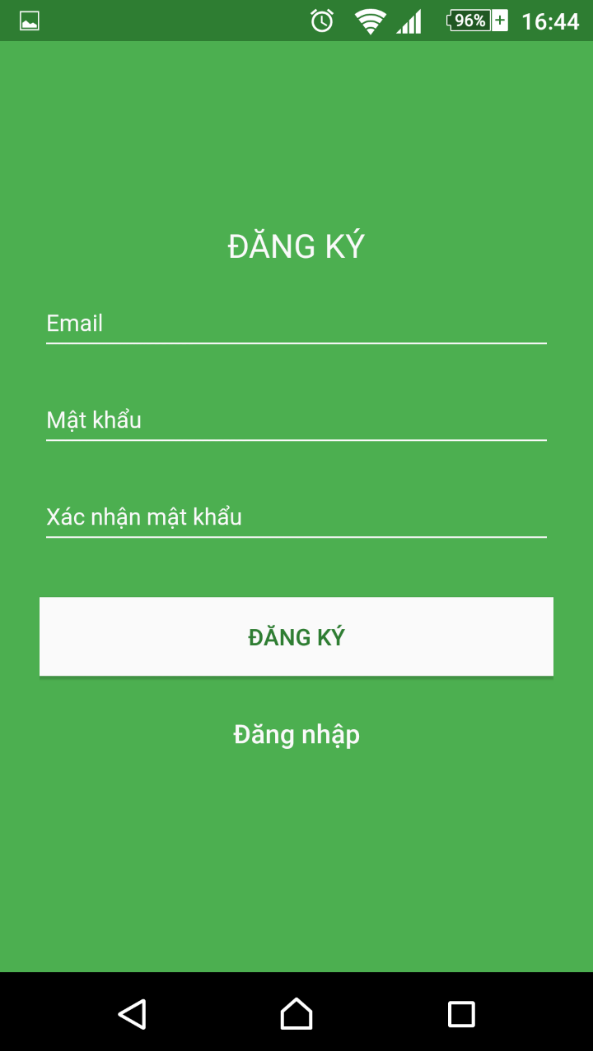 96%
16:44
ĐĂNG KÝ
Email
Mật khẩu
Xác nhận mật khẩu
ĐĂNG KÝ
Đăng nhập